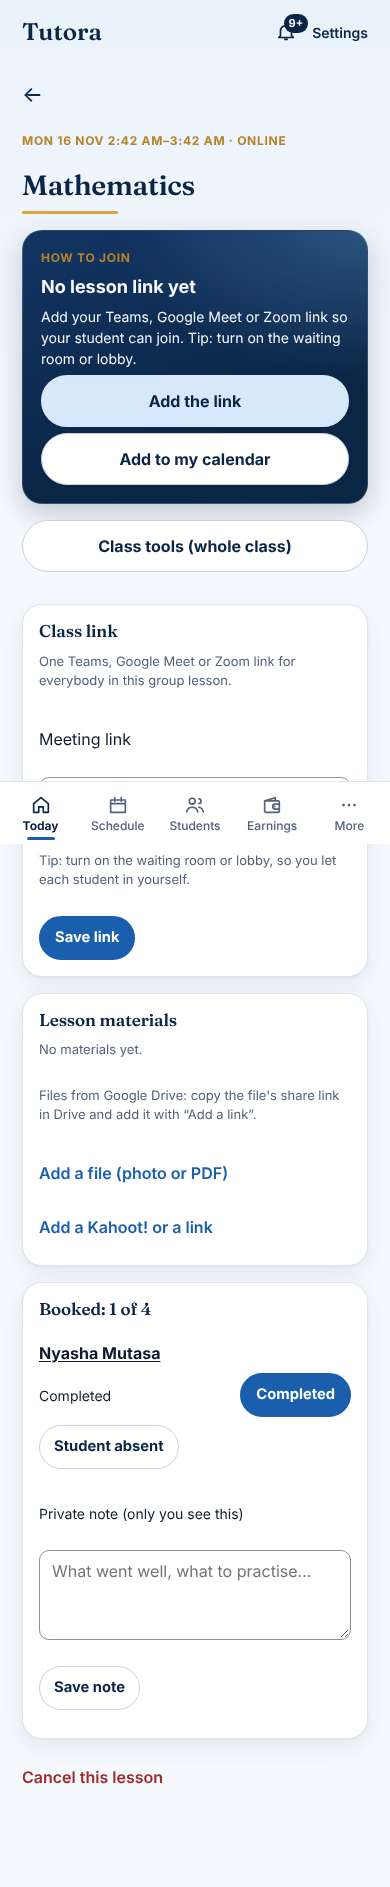 Tutora
9+
Settings
MON 16 NOV 2:42 AM–3:42 AM · ONLINE
Mathematics
HOW TO JOIN
No lesson link yet
Add your Teams, Google Meet or Zoom link so
your student can join. Tip: turn on the waiting
room or lobby.
Add the link
Add to my calendar
Class tools (whole class)
Class link
One Teams, Google Meet or Zoom link for
everybody in this group lesson.
Meeting link
Today
Schedule
Students
Earnings
More
Tip: turn on the waiting room or lobby, so you let
each student in yourself.
Save link
Lesson materials
No materials yet.
Files from Google Drive: copy the file's share link
in Drive and add it with “Add a link”.
Add a file (photo or PDF)
Add a Kahoot! or a link
Booked: 1 of 4
Nyasha Mutasa
Completed
Completed
Student absent
Private note (only you see this)
What went well, what to practise...
Save note
Cancel this lesson